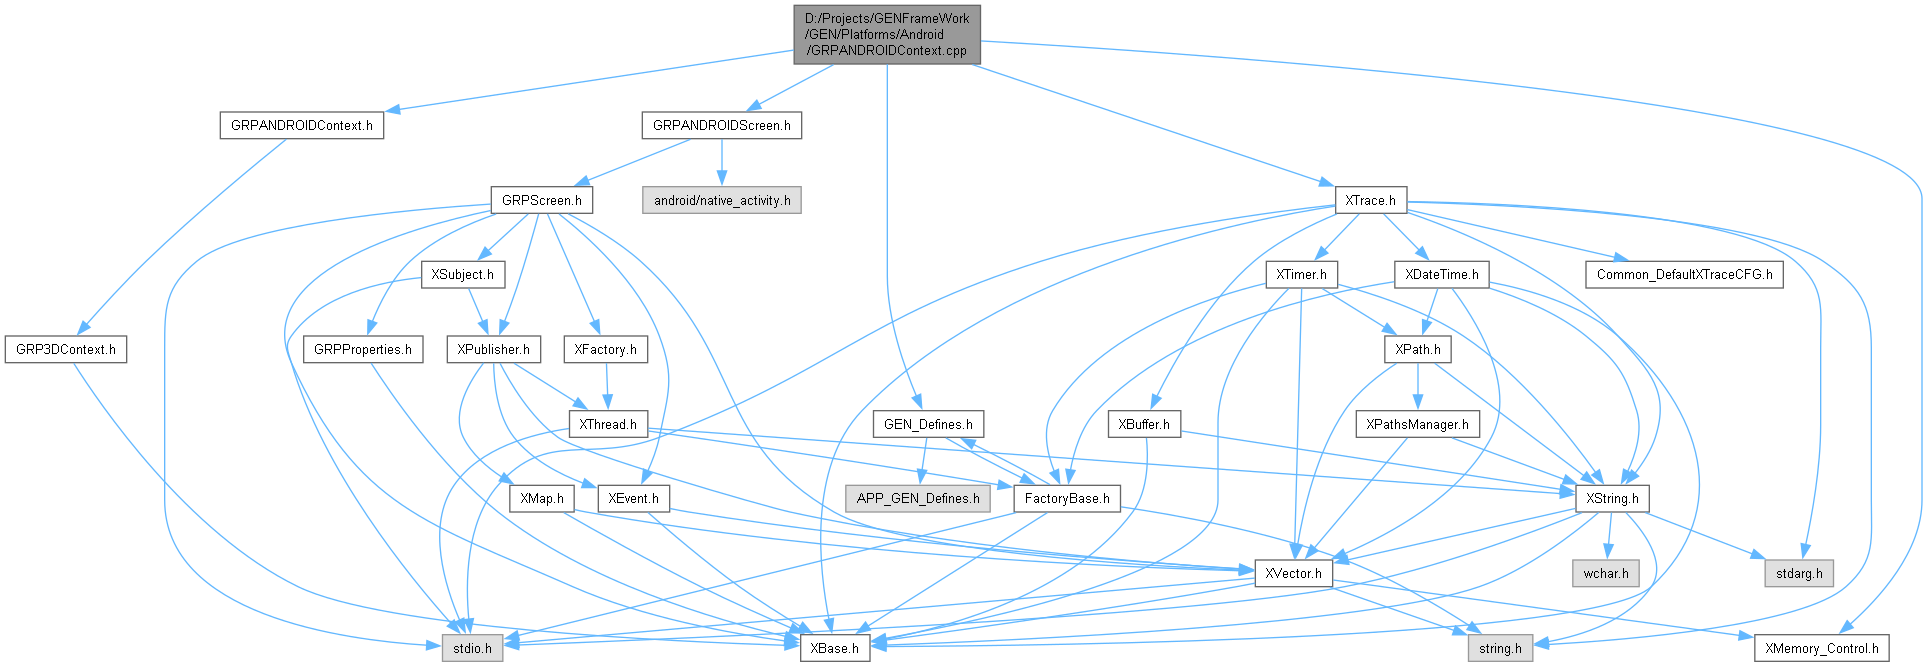 D:/Projects/GENFrameWork
/GEN/Platforms/Android
/GRPANDROIDContext.cpp
GRPANDROIDContext.h
GRPANDROIDScreen.h
GRPScreen.h
android/native_activity.h
XTrace.h
XSubject.h
XTimer.h
XDateTime.h
Common_DefaultXTraceCFG.h
GRP3DContext.h
GRPProperties.h
XPublisher.h
XFactory.h
XPath.h
XThread.h
GEN_Defines.h
XBuffer.h
XPathsManager.h
XMap.h
XEvent.h
APP_GEN_Defines.h
FactoryBase.h
XString.h
XVector.h
wchar.h
stdarg.h
stdio.h
XBase.h
string.h
XMemory_Control.h